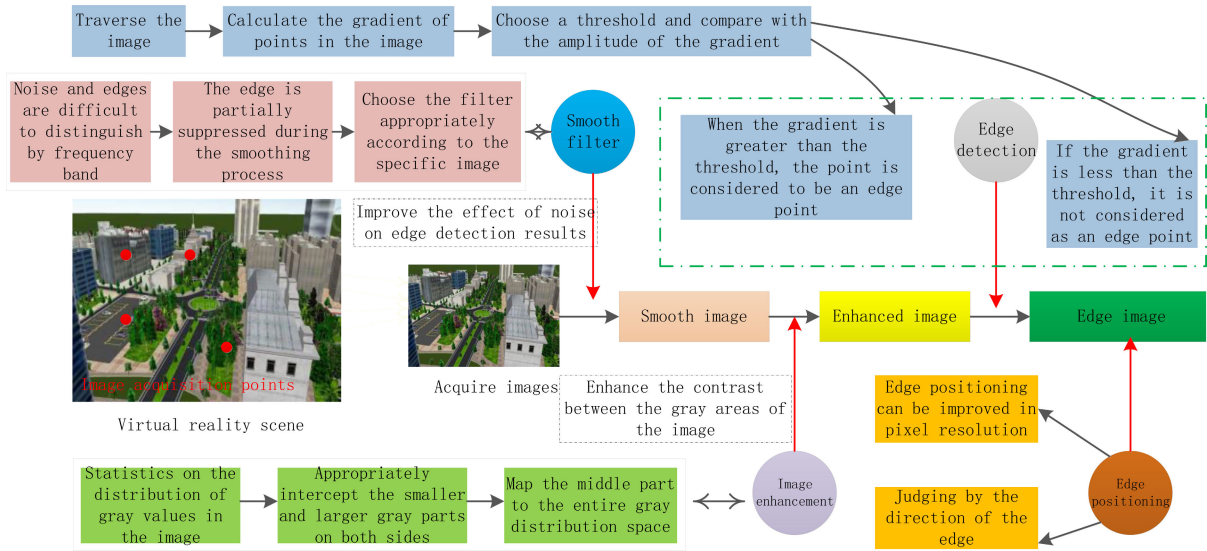 Traverse the
image
Calculate the gradient of
points in the image
Choose a threshold and compare with
the amplitude of the gradient
Noise and edges
are difficult
to distinguish
by frequency
band
The edge is
partially
suppressed during
the smoothing
process
Choose the filter
appropriately
according to the
specific image
Smooth
filter
When the gradient is
greater than the
threshold, the point is
considered to be an edge
point
Edge
detection
If the gradient
is less than the
threshold, it is
not considered
as an edge point
Improve the effect of noise
on edge detection results
Image acquisition points
Virtual reality scene
Acquire images
Smooth image
Enhanced image
Edge image
Enhance the contrast
between the gray areas of
the image
Edge positioning
can be improved in
pixel resolution
Statistics on the
distribution of
gray values in
the image
Appropriately
intercept the smaller
and larger gray parts
on both sides
Map the middle part
to the entire gray
distribution space
Image
enhancement
Judging by the
direction of the
edge
Edge
positioning